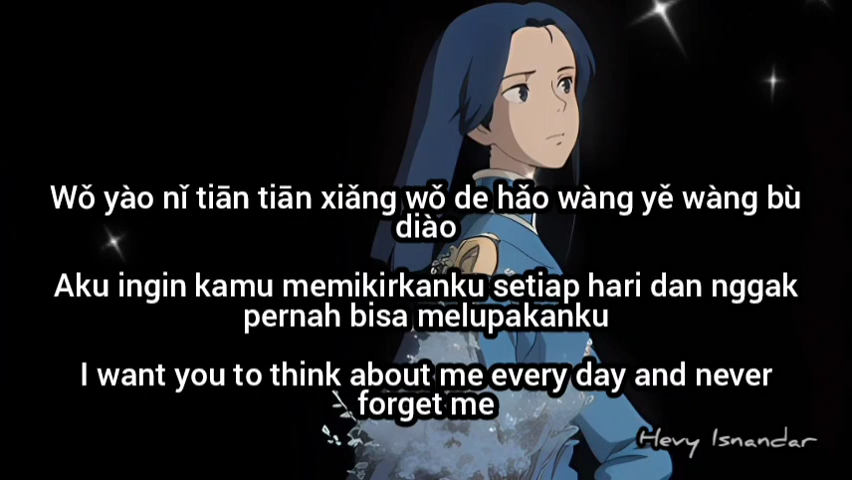 Wǒ yào nǐ tiān tiān xiǎng wǒ de hǎo wàng yě wàng bù
diào
Aku ingin kamu memikirkanku setiap hari dan nggak
pernah bisa melupakanku
I want you to think about me every day and never
forget me
Hevy Isnandar